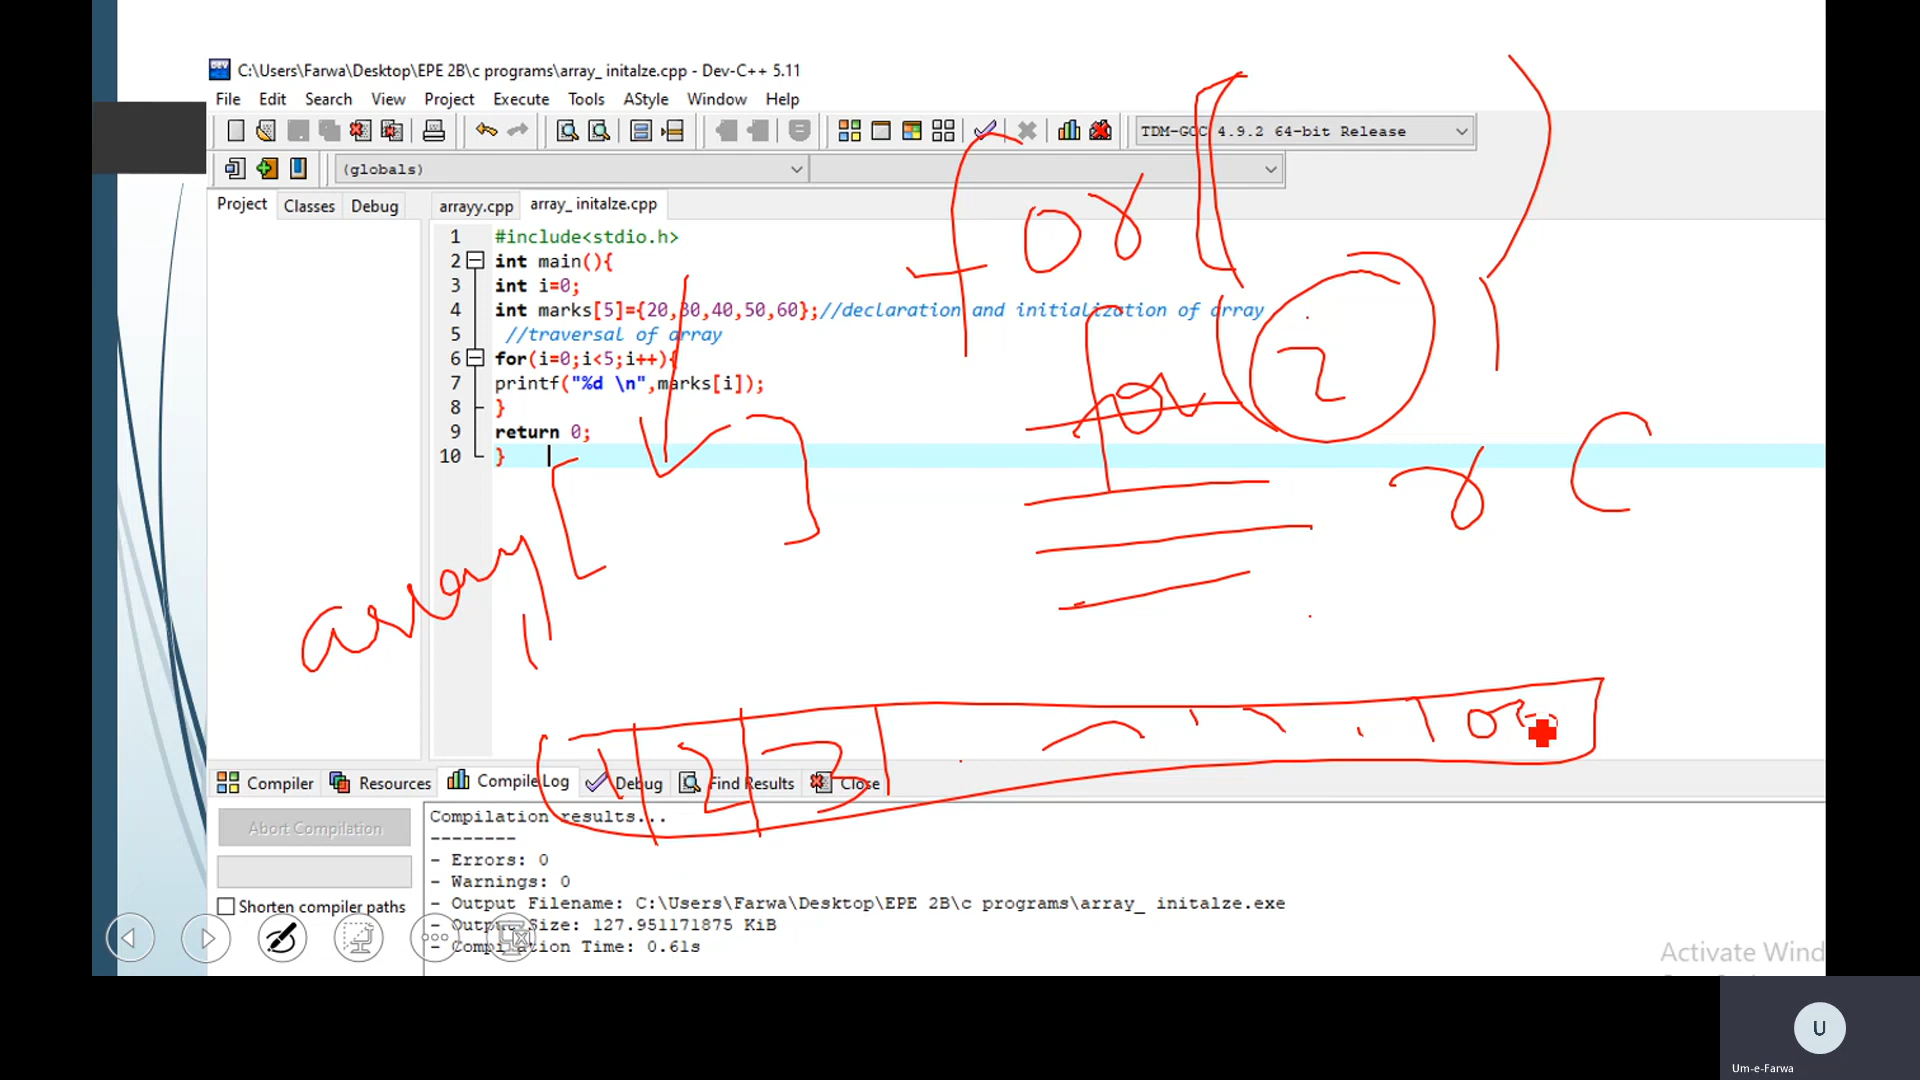 C:\Users\Farwa\Desktop\EPE 2B\c programs\array_ initalze.cpp - Dev-C++ 5.11
File Edit Search View Project Execute Tools AStyle Window Help
TDM-GCC 4.9.2 64-bit Release
(globals)
Project Classes Debug arrayy.cpp array_ initalze.cpp
1 #include<stdio.h>
2 int main(){
3 int i=0;
4 int marks[5]={20,30,40,50,60};//declaration and initialization of array
5 //traversal of array
6 for(i=0;i<5;i++){
7 printf("%d \n",marks[i]);
8 }
9 return 0;
10 }
for( )
for
2
r C
array [ ]
1 2 3
Compiler Resources Compile Log Debug Find Results Close
Abort Compilation
Shorten compiler paths
Compilation results...
--------
- Errors: 0
- Warnings: 0
- Output Filename: C:\Users\Farwa\Desktop\EPE 2B\c programs\array_ initalze.exe
- Output Size: 127.951171875 KiB
- Compilation Time: 0.61s
Activate Wind
U
Um-e-Farwa